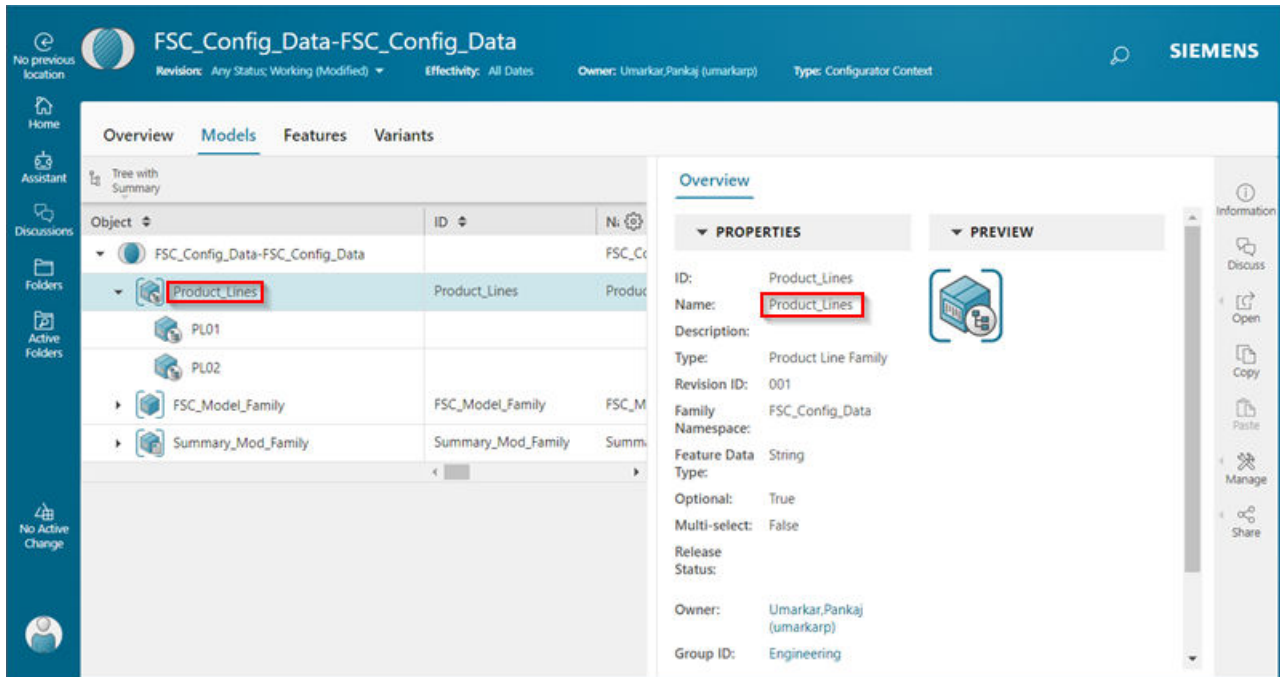 FSC_Config_Data-FSC_Config_Data
Revision: Any Status; Working (Modified)
Effectivity: All Dates
Owner: Umarkar,Pankaj (umarkarp)
Type: Configurator Context
SIEMENS
No previous
location
Home
Assistant
Discussions
Folders
Active
Folders
No Active
Change
Overview
Models
Features
Variants
Tree with
Summary
Object
ID
FSC_Config_Data-FSC_Config_Data
Product_Lines
Product_Lines
PL01
PL02
FSC_Model_Family
FSC_Model_Family
Summary_Mod_Family
Summary_Mod_Family
Overview
PROPERTIES
PREVIEW
ID: Product_Lines
Name: Product_Lines
Description:
Type: Product Line Family
Revision ID: 001
Family
Namespace: FSC_Config_Data
Feature Data
Type: String
Optional: True
Multi-select: False
Release
Status:
Owner: Umarkar,Pankaj
(umarkarp)
Group ID: Engineering
Information
Discuss
Open
Copy
Paste
Manage
Share